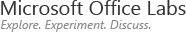 Microsoft Office Labs
Explore. Experiment. Discuss.